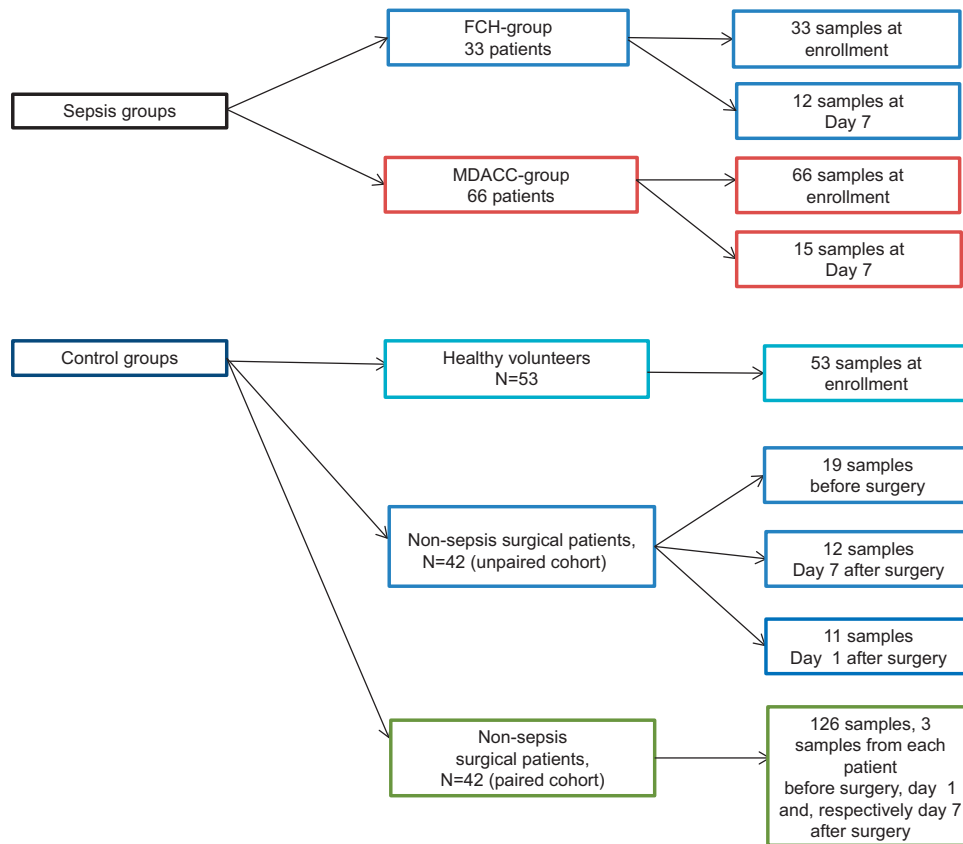 Sepsis groups
FCH-group
33 patients
33 samples at
enrollment
12 samples at
Day 7
MDACC-group
66 patients
66 samples at
enrollment
15 samples at
Day 7
Control groups
Healthy volunteers
N=53
53 samples at
enrollment
Non-sepsis surgical patients,
N=42 (unpaired cohort)
19 samples
before surgery
12 samples
Day 7 after surgery
11 samples
Day 1 after surgery
Non-sepsis
surgical patients,
N=42 (paired cohort)
126 samples, 3
samples from each
patient
before surgery, day 1
and, respectively day 7
after surgery